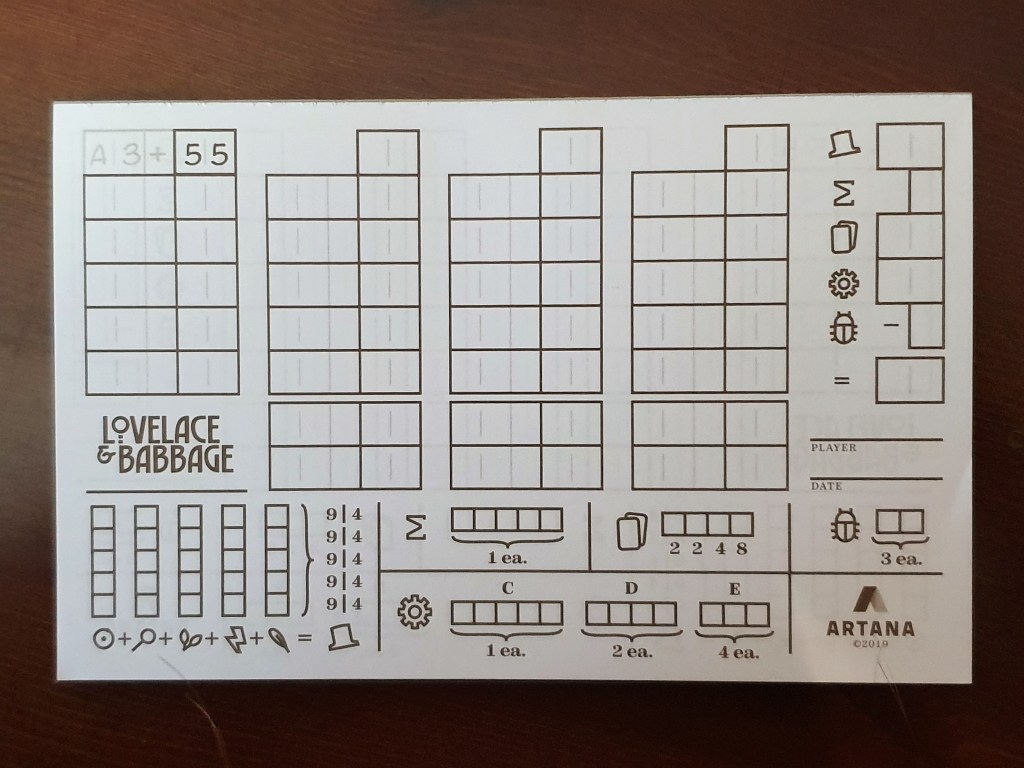 A 3 + 55
Σ
−
=
LOVELACE
& BABBAGE
PLAYER
DATE
9|4
9|4
9|4
9|4
9|4
+ + + + =
Σ
1 ea.
2 2 4 8
3 ea.
C D E
1 ea. 2 ea. 4 ea.
ARTANA
©2019